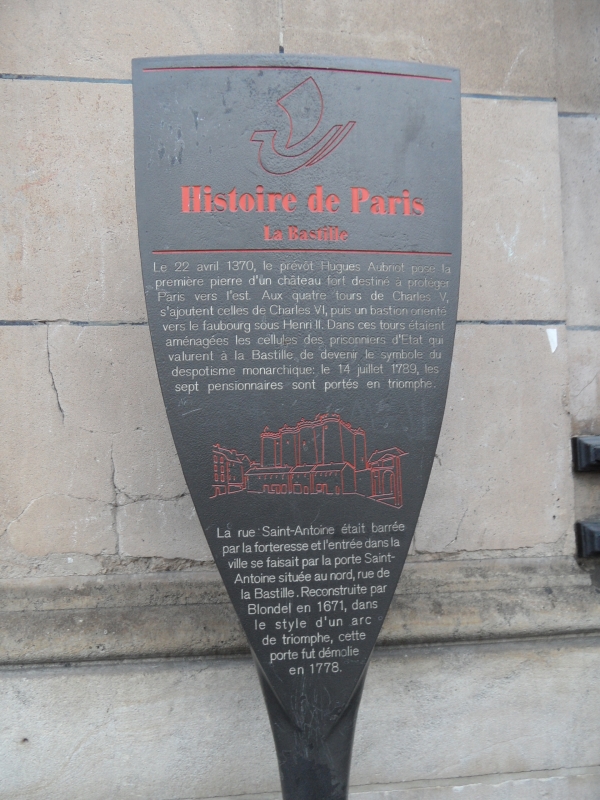 Histoire de Paris
La Bastille
Le 22 avril 1370, le prévôt Hugues Aubriot pose la
première pierre d'un château fort destiné à protéger
Paris vers l'est. Aux quatre tours de Charles V,
s'ajoutent celles de Charles VI, puis un bastion orienté
vers le faubourg sous Henri II. Dans ces tours étaient
aménagées les cellules des prisonniers d'Etat qui
valurent à la Bastille de devenir le symbole du
despotisme monarchique: le 14 juillet 1789, les
sept pensionnaires sont portés en triomphe.
La rue Saint-Antoine était barrée
par la forteresse et l'entrée dans la
ville se faisait par la porte Saint-
Antoine située au nord, rue de
la Bastille. Reconstruite par
Blondel en 1671, dans
le style d'un arc
de triomphe, cette
porte fut démolie
en 1778.